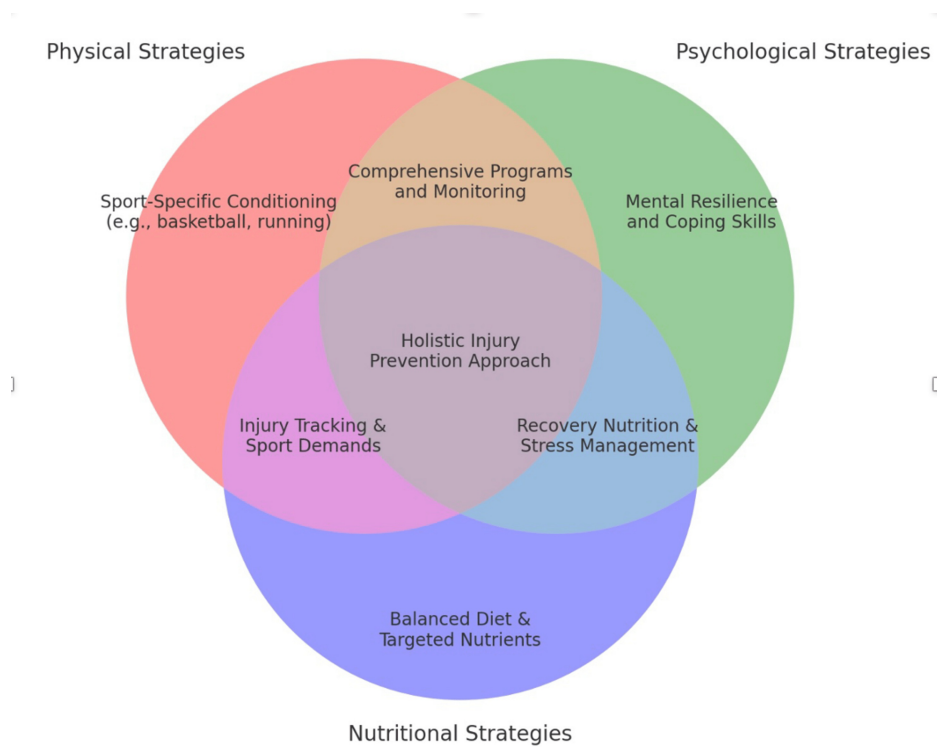 Physical Strategies
Psychological Strategies
Comprehensive Programs
and Monitoring
Sport-Specific Conditioning
(e.g., basketball, running)
Mental Resilience
and Coping Skills
Holistic Injury
Prevention Approach
Injury Tracking &
Sport Demands
Recovery Nutrition &
Stress Management
Balanced Diet &
Targeted Nutrients
Nutritional Strategies